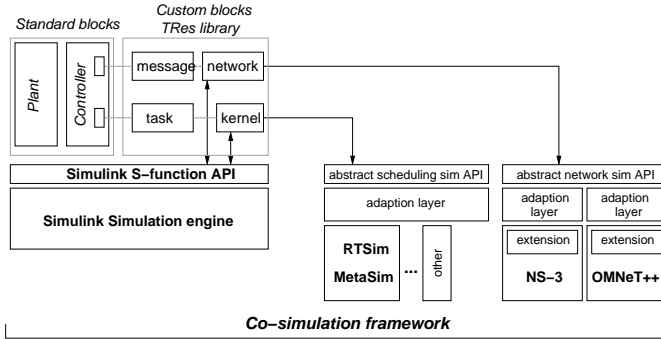 Standard blocks
Custom blocks
TRes library
Plant
Controller
message
network
task
kernel
Simulink S−function API
Simulink Simulation engine
abstract scheduling sim API
adaption layer
RTSim
MetaSim
...
other
abstract network sim API
adaption
layer
adaption
layer
extension
extension
NS−3
OMNeT++
Co−simulation framework